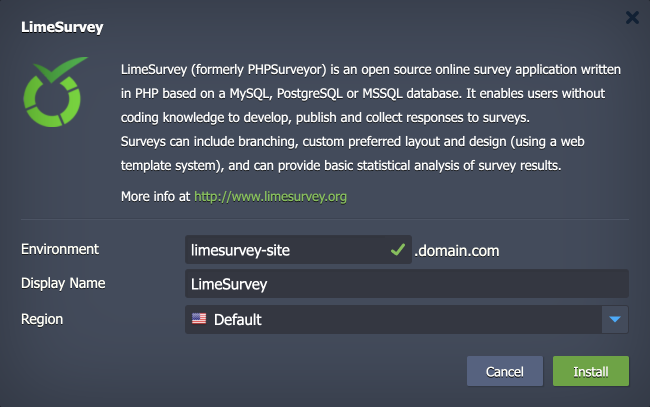 LimeSurvey
LimeSurvey (formerly PHPSurveyor) is an open source online survey application written
in PHP based on a MySQL, PostgreSQL or MSSQL database. It enables users without
coding knowledge to develop, publish and collect responses to surveys.
Surveys can include branching, custom preferred layout and design (using a web
template system), and can provide basic statistical analysis of survey results.
More info at http://www.limesurvey.org
Environment limesurvey-site .domain.com
Display Name LimeSurvey
Region Default
Cancel Install